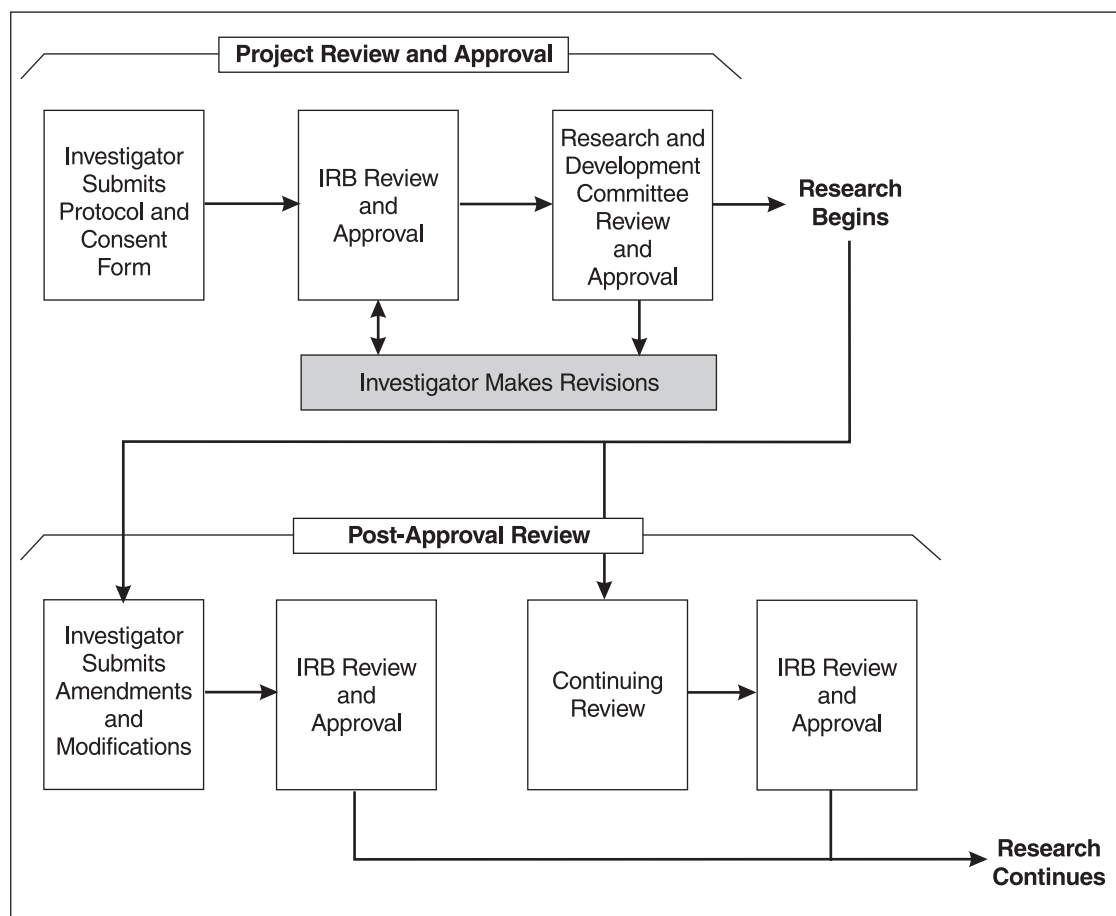 Project Review and Approval
Investigator
Submits
Protocol and
Consent
Form
IRB Review
and
Approval
Research and
Development
Committee
Review
and
Approval
Research
Begins
Investigator Makes Revisions
Post-Approval Review
Investigator
Submits
Amendments
and
Modifications
IRB Review
and
Approval
Continuing
Review
IRB Review
and
Approval
Research
Continues